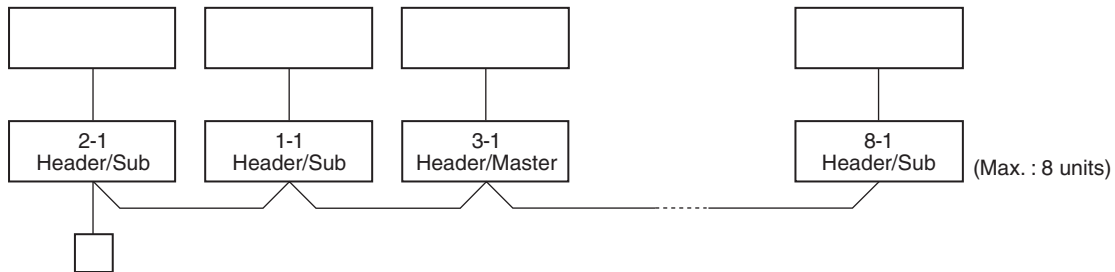 2-1
Header/Sub
1-1
Header/Sub
3-1
Header/Master
8-1
Header/Sub
(Max. : 8 units)